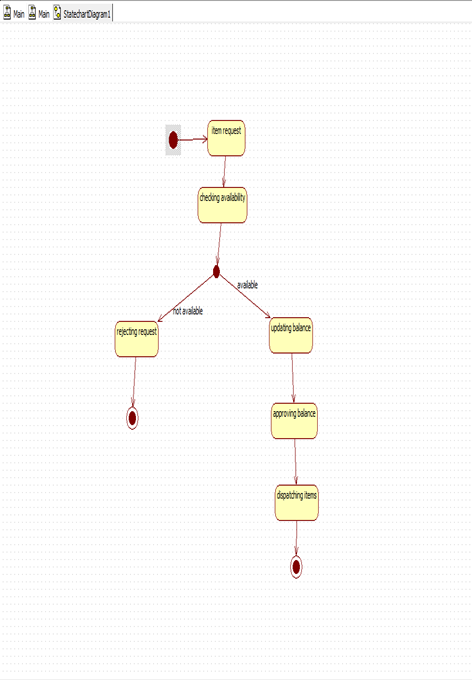 Main Main StatechartDiagram1
item request
checking availability
available
not available
updating balance
rejecting request
approving balance
dispatching items